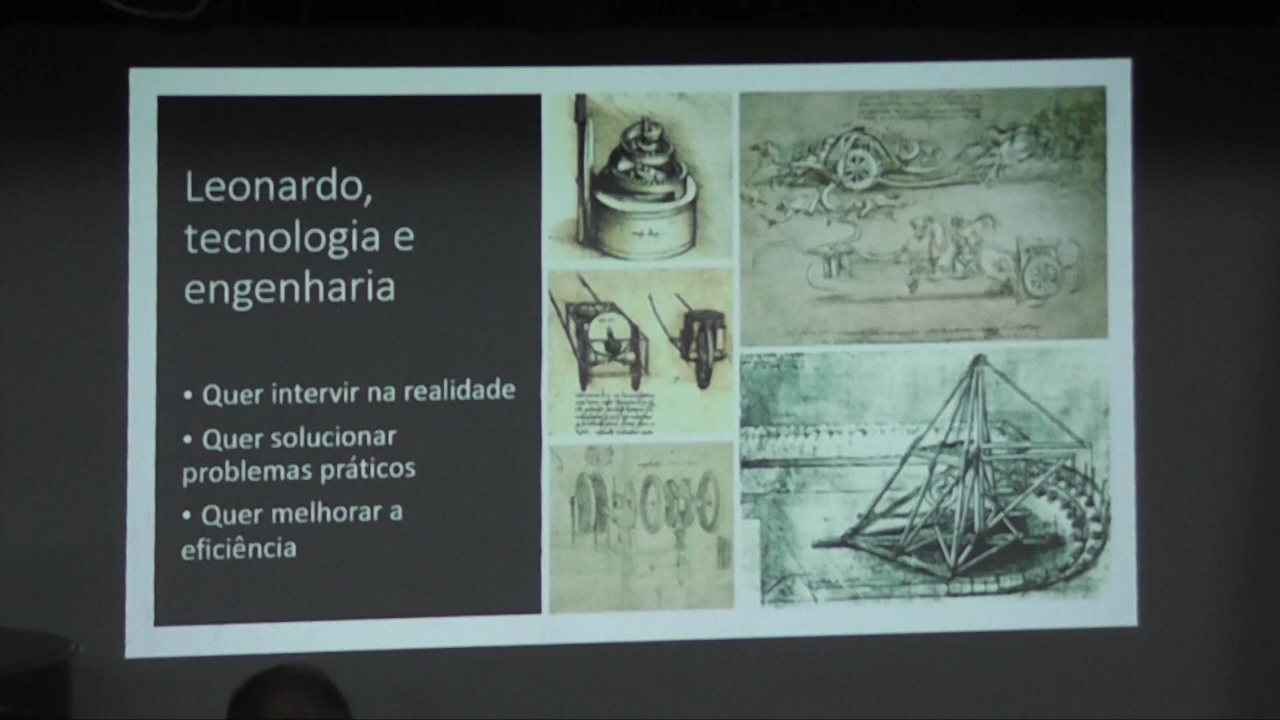 Leonardo,
tecnologia e
engenharia
• Quer intervir na realidade
• Quer solucionar
problemas práticos
• Quer melhorar a
eficiência